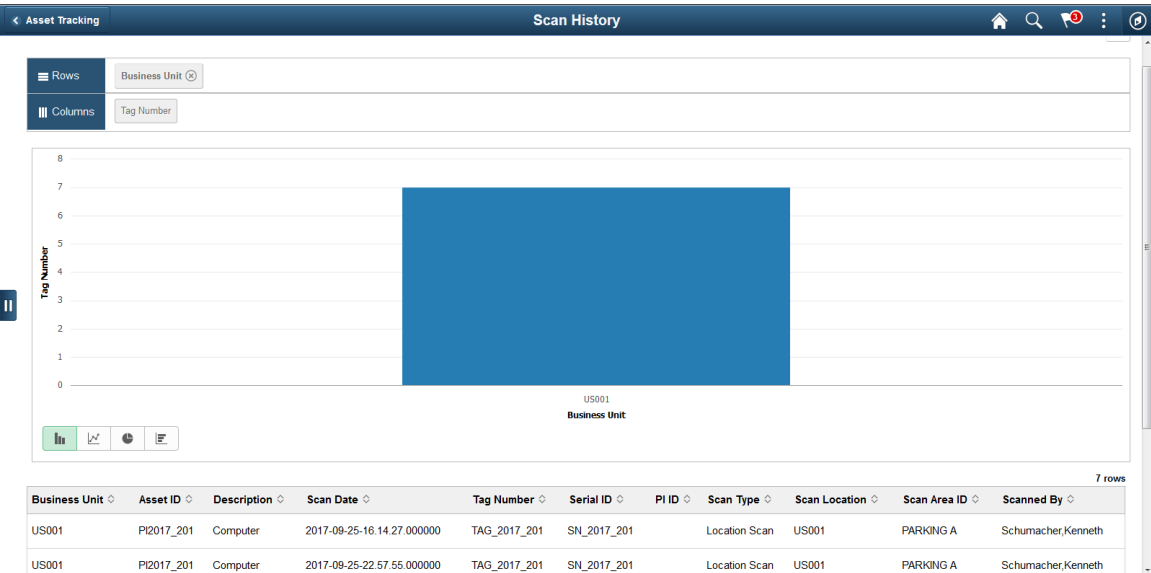 Asset Tracking
Scan History
3
Rows
Business Unit
Columns
Tag Number
8
7
6
5
4
3
2
1
0
Tag Number
US001
Business Unit
7 rows
Business Unit Asset ID Description Scan Date Tag Number Serial ID PI ID Scan Type Scan Location Scan Area ID Scanned By
US001 PI2017_201 Computer 2017-09-25-16.14.27.000000 TAG_2017_201 SN_2017_201 Location Scan US001 PARKING A Schumacher,Kenneth
US001 PI2017_201 Computer 2017-09-25-22.57.55.000000 TAG_2017_201 SN_2017_201 Location Scan US001 PARKING A Schumacher,Kenneth